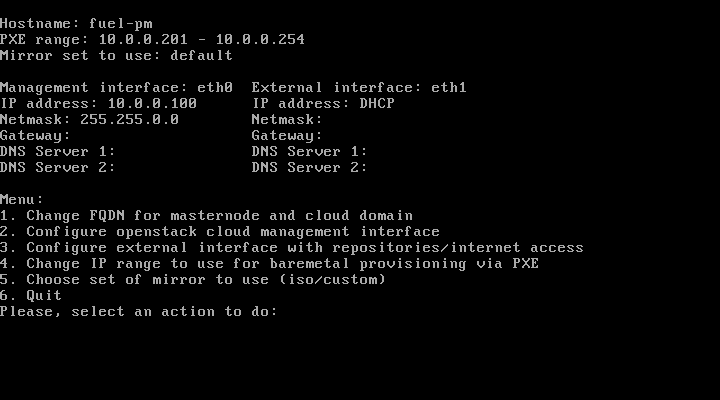 Hostname: fuel-pm
PXE range: 10.0.0.201 - 10.0.0.254
Mirror set to use: default
Management interface: eth0  External interface: eth1
IP address: 10.0.0.100      IP address: DHCP
Netmask: 255.255.0.0        Netmask:
Gateway:                    Gateway:
DNS Server 1:               DNS Server 1:
DNS Server 2:               DNS Server 2:
Menu:
1. Change FQDN for masternode and cloud domain
2. Configure openstack cloud management interface
3. Configure external interface with repositories/internet access
4. Change IP range to use for baremetal provisioning via PXE
5. Choose set of mirror to use (iso/custom)
6. Quit
Please, select an action to do: